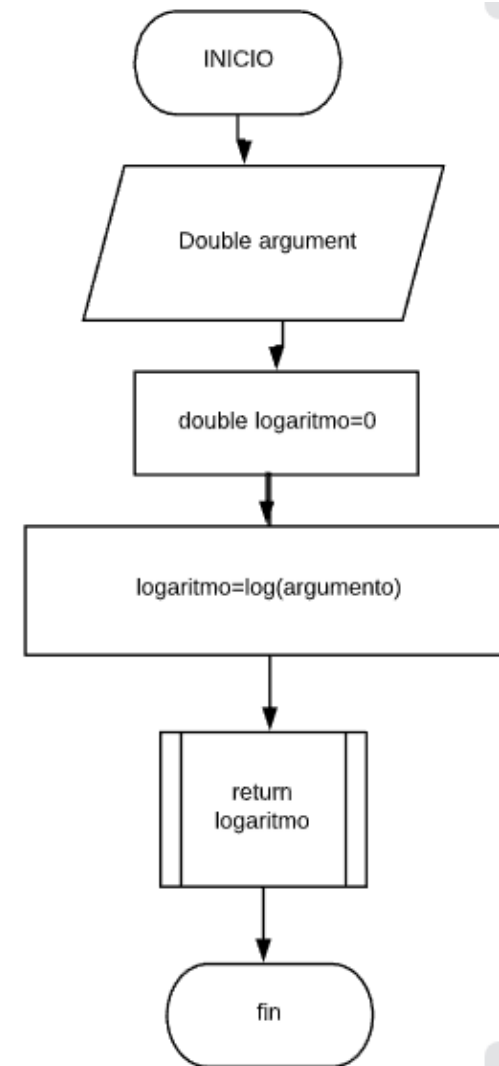 INICIO
Double argument
double logaritmo=0
logaritmo=log(argumento)
return
logaritmo
fin